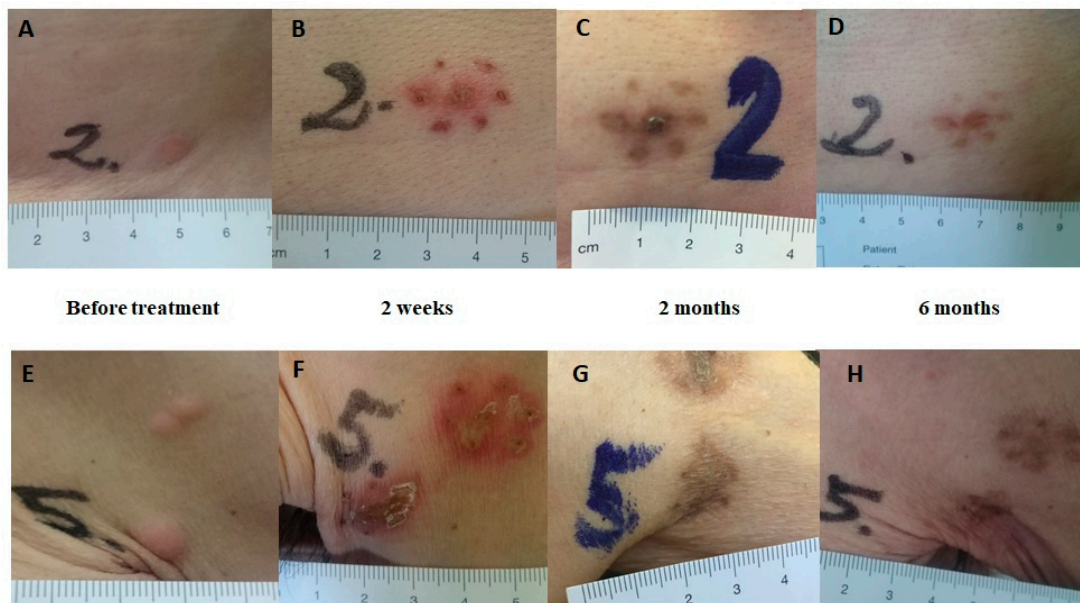 A
B
C
D
2.
2.
2
2.
2 3 4 5 6 7
cm 1 2 3 4 5
cm 1 2 3 4
3 4 5 6 7 8 9
Patient
Before treatment
2 weeks
2 months
6 months
E
F
G
H
5.
5.
5
5.
1 2 3 4 5
1 2 3 4
2 3 4